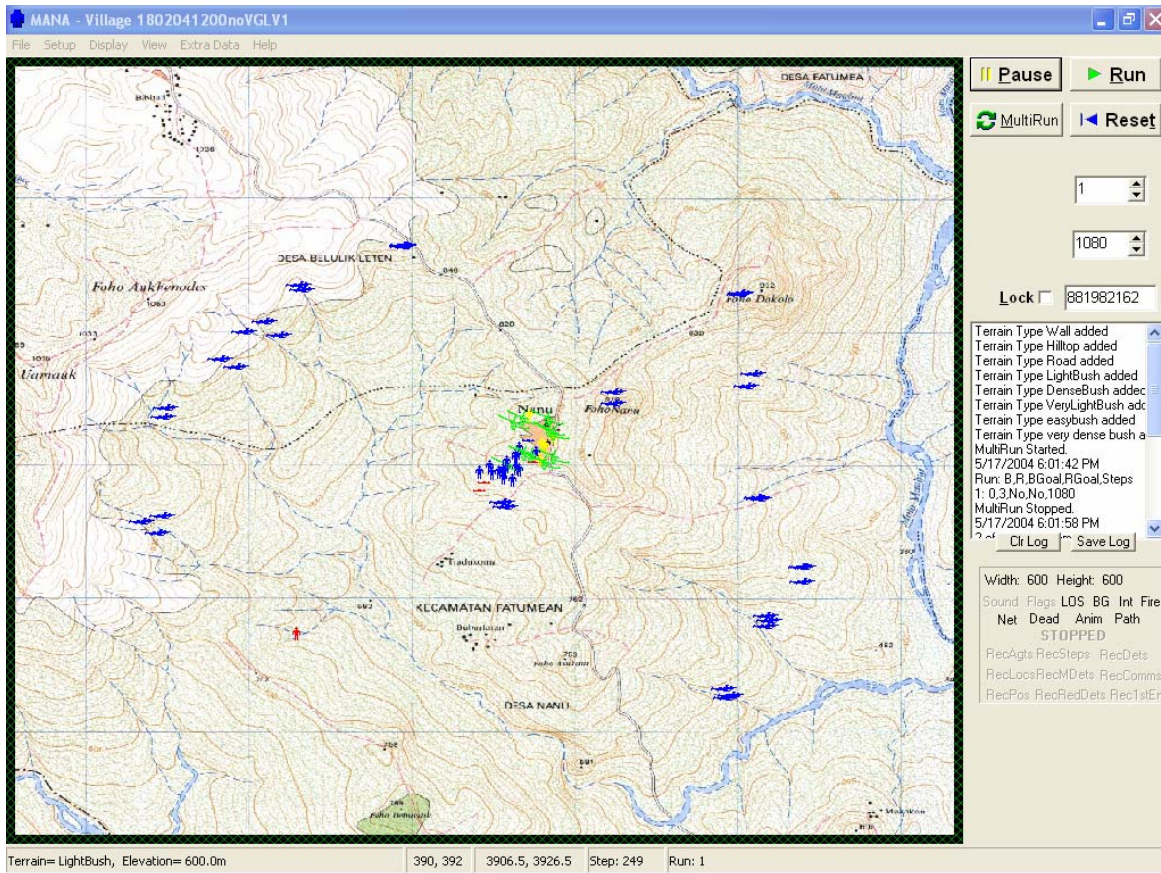 MANA - Village 1802041200noVGLV1
File Setup Display View Extra Data Help
DESA FATUMEA
1036
DESA BELULIK LETEN
Foho Aukhenodes
Foho Dakolo
820
Uamauk
Nanu
Foho Nanu
KECAMATAN FATUMEAN
DESA NANU
Pause
Run
MultiRun
Reset
1
1080
Lock
881982162
Terrain Type Wall added
Terrain Type Hilltop added
Terrain Type Road added
Terrain Type LightBush added
Terrain Type DenseBush added
Terrain Type VeryLightBush adc
Terrain Type easybush added
Terrain Type very dense bush a
MultiRun Started.
5/17/2004 6:01:42 PM
Run: B,R,BGoal,RGoal,Steps
1: 0,3,No,No,1080
MultiRun Stopped.
5/17/2004 6:01:58 PM
Clr Log Save Log
Width: 600 Height: 600
Sound Flags LOS BG Int Fire
Net Dead Anim Path
STOPPED
RecAgts RecSteps RecDets
RecLocs RecMDets RecComms
RecPos RecRedDets Rec1stEr
Terrain= LightBush, Elevation= 600.0m
390, 392
3906.5, 3926.5
Step: 249
Run: 1